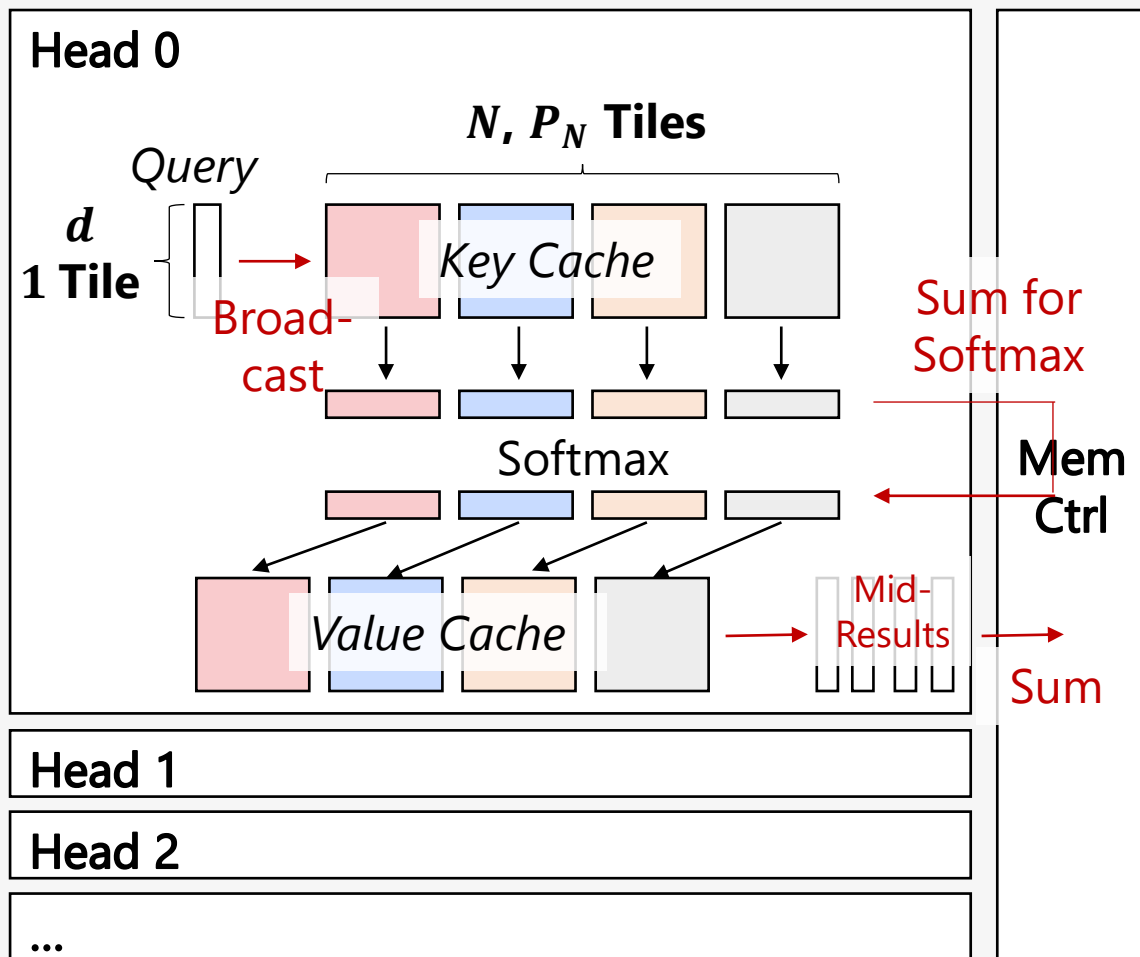 Head 0
N, P_N Tiles
Query
d
1 Tile
Key Cache
Broad-
cast
Sum for
Softmax
Softmax
Mem
Ctrl
Value Cache
Mid-
Results
Sum
Head 1
Head 2
...